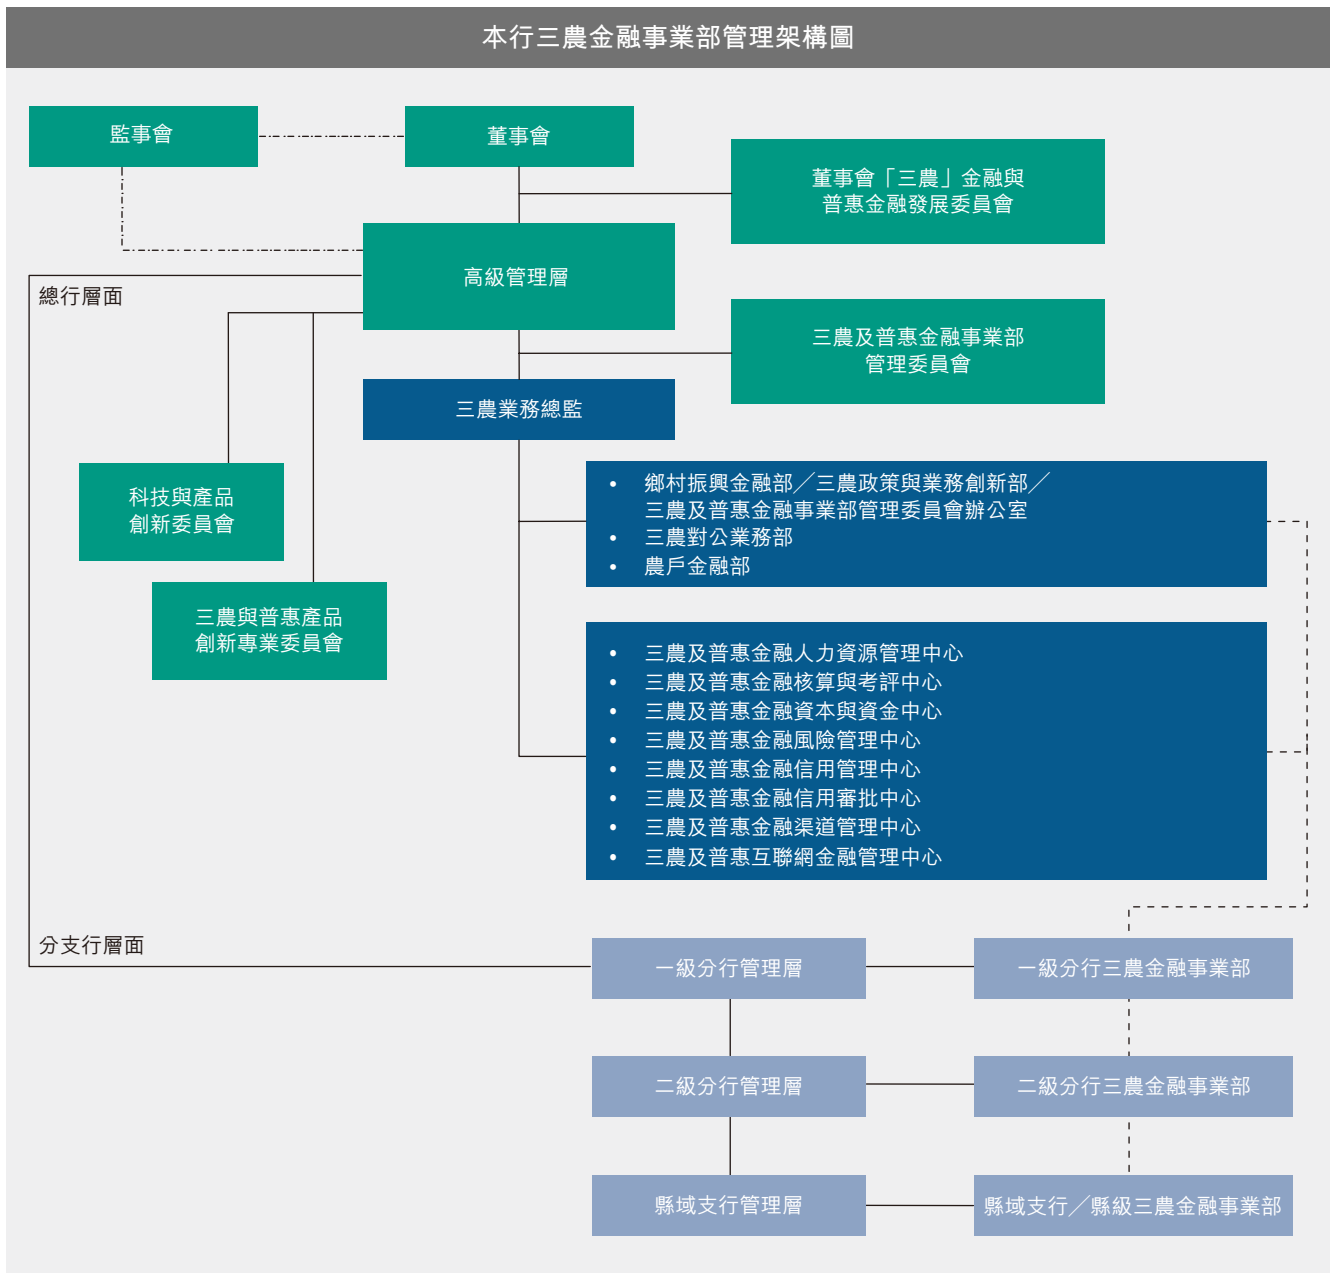 本行三農金融事業部管理架構圖
監事會
董事會
董事會「三農」金融與
普惠金融發展委員會
高級管理層
總行層面
三農及普惠金融事業部
管理委員會
三農業務總監
科技與產品
創新委員會
三農與普惠產品
創新專業委員會
• 鄉村振興金融部╱三農政策與業務創新部╱
三農及普惠金融事業部管理委員會辦公室
• 三農對公業務部
• 農戶金融部
• 三農及普惠金融人力資源管理中心
• 三農及普惠金融核算與考評中心
• 三農及普惠金融資本與資金中心
• 三農及普惠金融風險管理中心
• 三農及普惠金融信用管理中心
• 三農及普惠金融信用審批中心
• 三農及普惠金融渠道管理中心
• 三農及普惠互聯網金融管理中心
分支行層面
一級分行管理層
一級分行三農金融事業部
二級分行管理層
二級分行三農金融事業部
縣域支行管理層
縣域支行╱縣級三農金融事業部